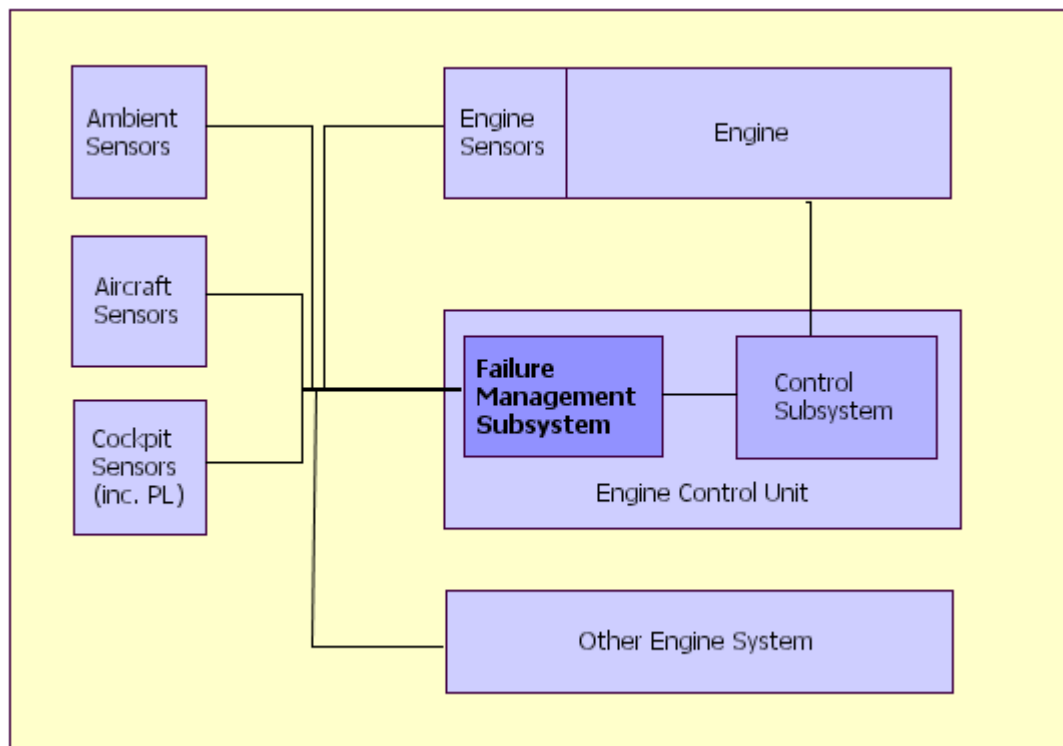 Ambient
Sensors
Engine
Sensors
Engine
Aircraft
Sensors
Failure
Management
Subsystem
Control
Subsystem
Cockpit
Sensors
(inc. PL)
Engine Control Unit
Other Engine System